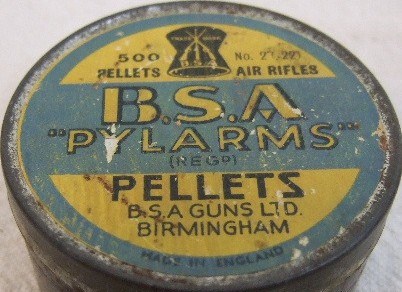 TRADE MARK
B.S.A
500 No. 2 (.22)
PELLETS AIR RIFLES
B.S.A
"PYLARMS"
(REGD)
PELLETS
B.S.A GUNS LTD.
BIRMINGHAM
MADE IN ENGLAND